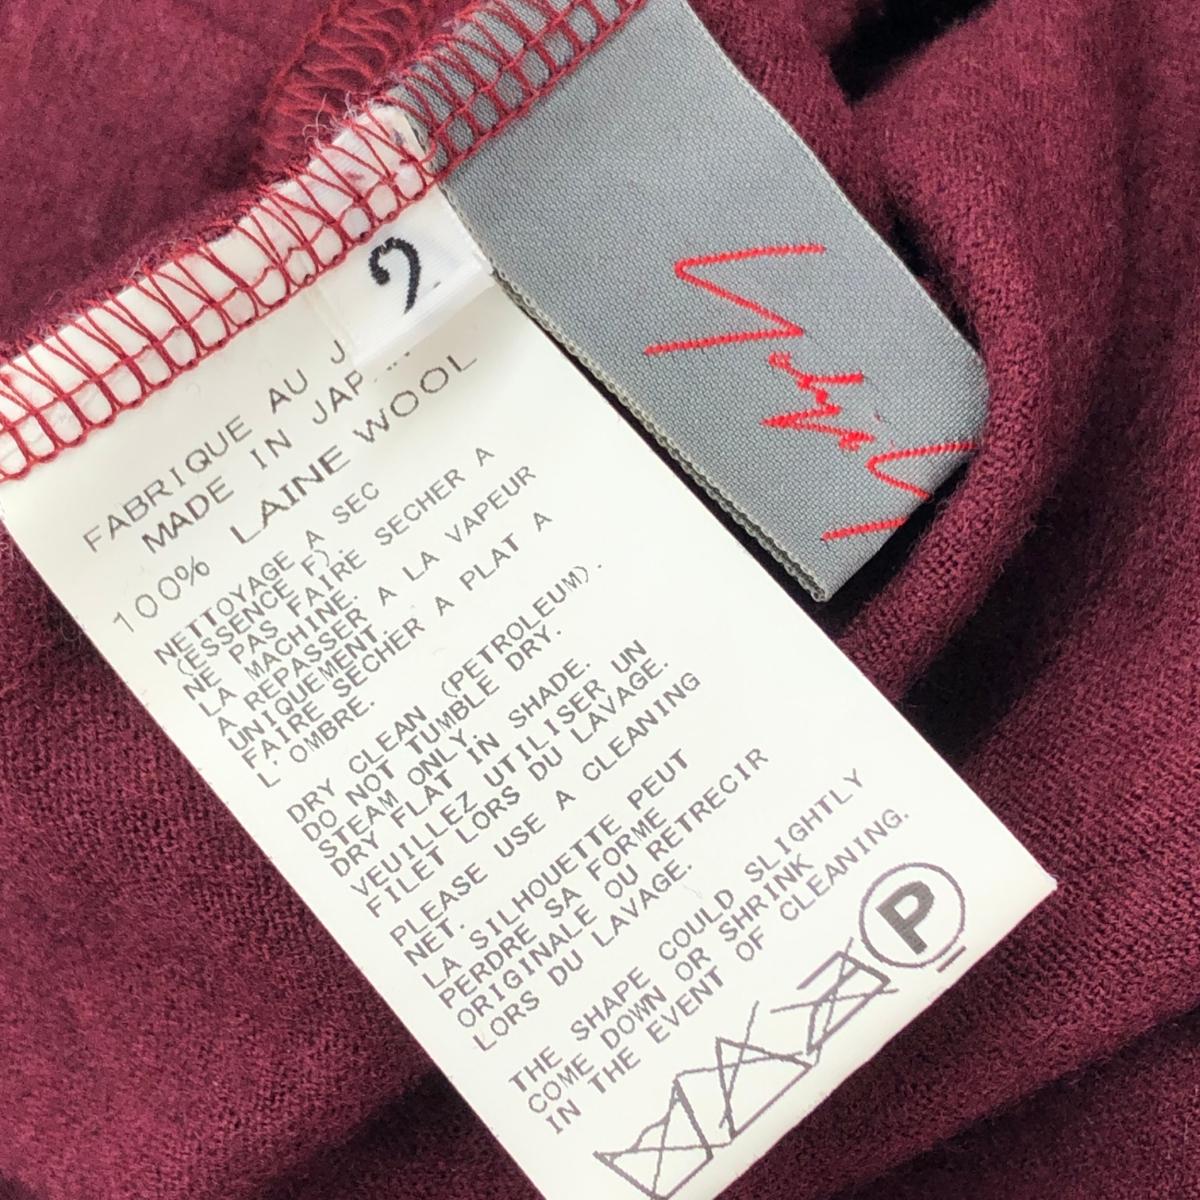 2
FABRIQUE AU J
MADE IN JAPAN
100% LAINE WOOL
NETTOYAGE A SEC
(ESSENCE F).
NE PAS FAIRE SECHER A
LA MACHINE.
A REPASSER A LA VAPEUR
UNIQUEMENT.
FAIRE SECHER A PLAT A
L'OMBRE.
DRY CLEAN (PETROLEUM).
DO NOT TUMBLE DRY.
STEAM ONLY.
DRY FLAT IN SHADE.
VEUILLEZ UTILISER UN
FILET LORS DU LAVAGE.
PLEASE USE A CLEANING
NET.
LA SILHOUETTE PEUT
PERDRE SA FORME
ORIGINALE OU RETRECIR
LORS DU LAVAGE.
THE SHAPE COULD SLIGHTLY
COME DOWN OR SHRINK
IN THE EVENT OF CLEANING.
P